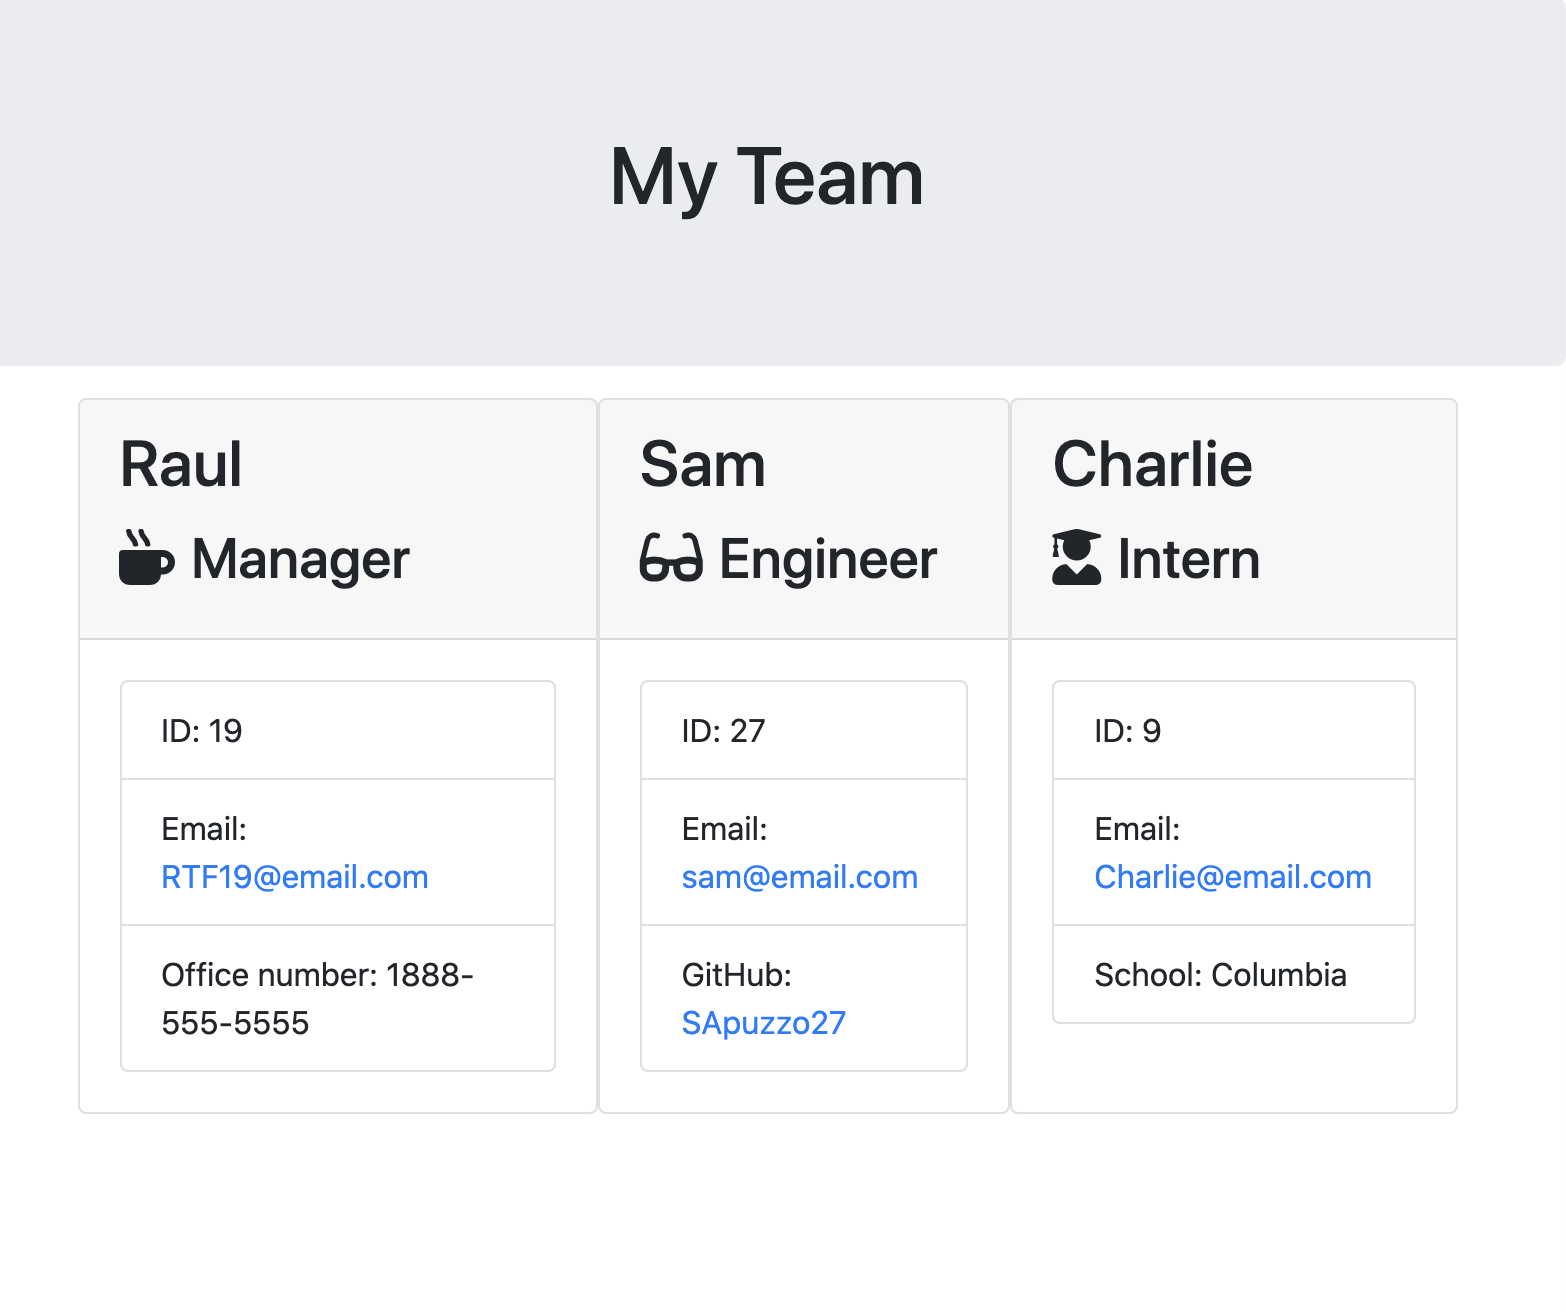 My Team
Raul
Manager
ID: 19
Email:
RTF19@email.com
Office number: 1888-
555-5555
Sam
Engineer
ID: 27
Email:
sam@email.com
GitHub:
SApuzzo27
Charlie
Intern
ID: 9
Email:
Charlie@email.com
School: Columbia